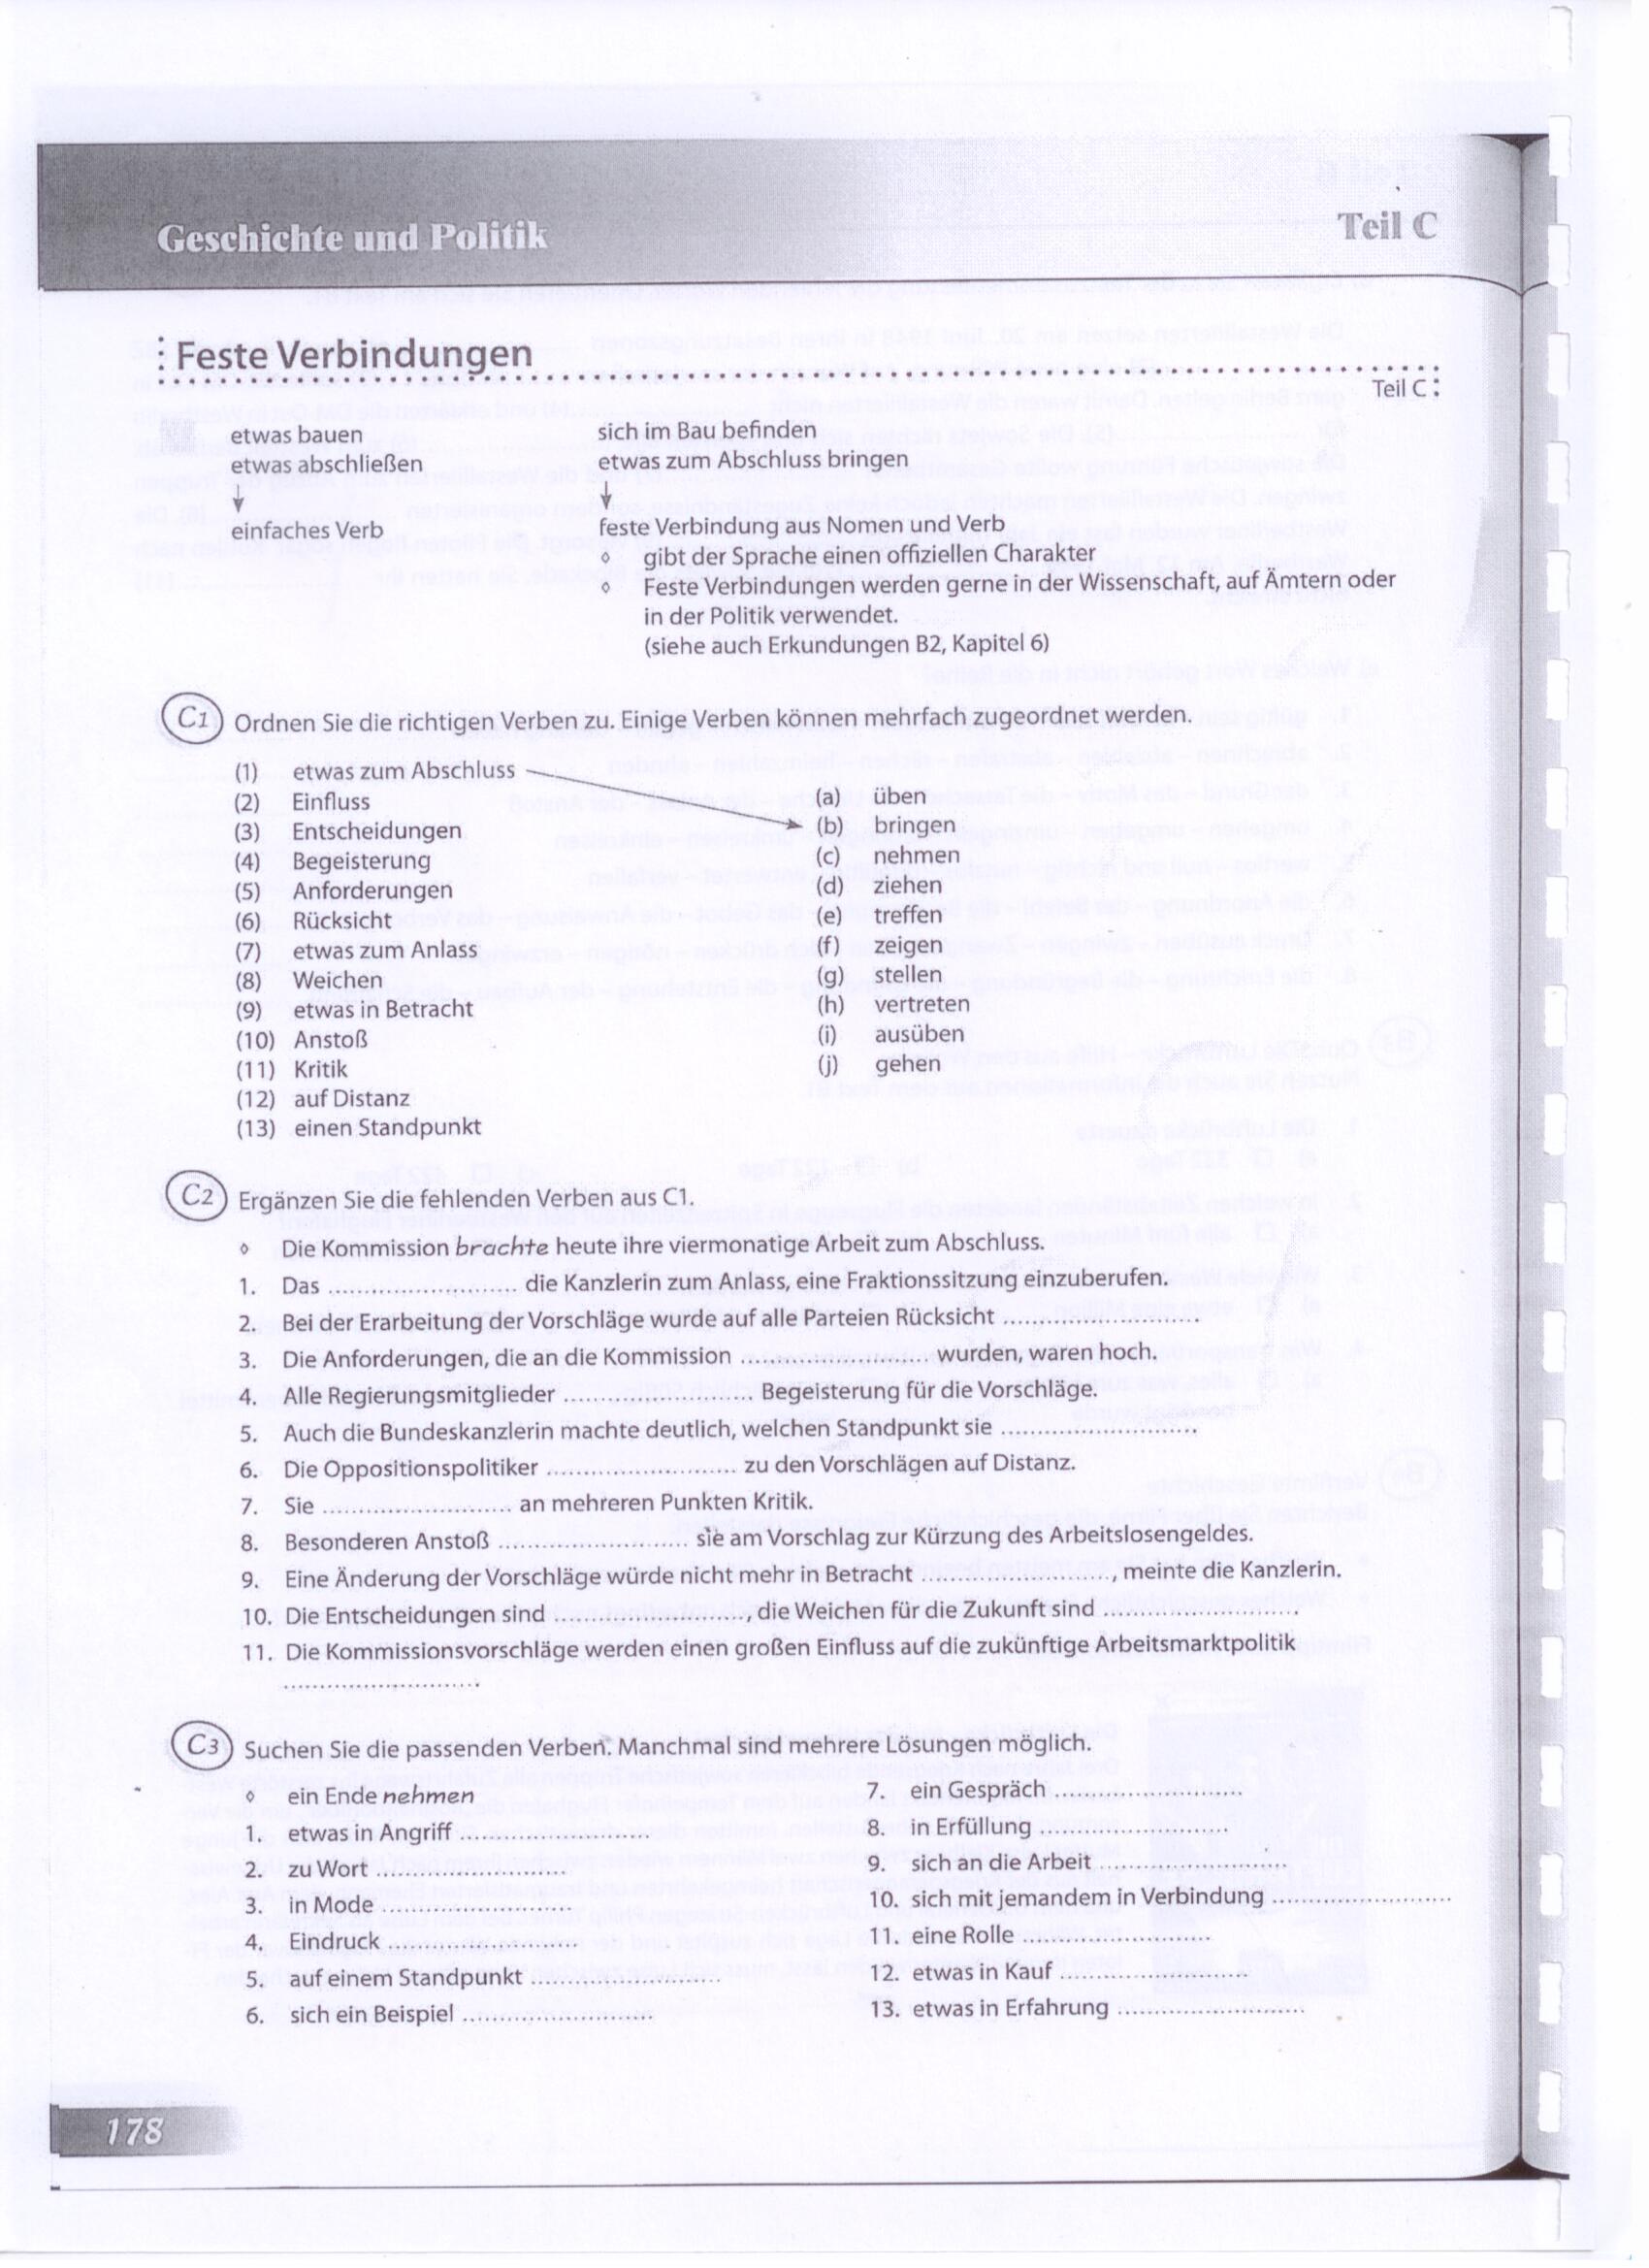 Geschichte und Politik
Teil C
Feste Verbindungen
Teil C
etwas bauen
etwas abschließen
einfaches Verb
sich im Bau befinden
etwas zum Abschluss bringen
feste Verbindung aus Nomen und Verb
◊ gibt der Sprache einen offiziellen Charakter
◊ Feste Verbindungen werden gerne in der Wissenschaft, auf Ämtern oder
in der Politik verwendet.
(siehe auch Erkundungen B2, Kapitel 6)
C1 Ordnen Sie die richtigen Verben zu. Einige Verben können mehrfach zugeordnet werden.
(1) etwas zum Abschluss
(2) Einfluss
(3) Entscheidungen
(4) Begeisterung
(5) Anforderungen
(6) Rücksicht
(7) etwas zum Anlass
(8) Weichen
(9) etwas in Betracht
(10) Anstoß
(11) Kritik
(12) auf Distanz
(13) einen Standpunkt
(a) üben
(b) bringen
(c) nehmen
(d) ziehen
(e) treffen
(f) zeigen
(g) stellen
(h) vertreten
(i) ausüben
(j) gehen
C2 Ergänzen Sie die fehlenden Verben aus C1.
◊ Die Kommission brachte heute ihre viermonatige Arbeit zum Abschluss.
1. Das ........................ die Kanzlerin zum Anlass, eine Fraktionssitzung einzuberufen.
2. Bei der Erarbeitung der Vorschläge wurde auf alle Parteien Rücksicht ........................
3. Die Anforderungen, die an die Kommission ........................ wurden, waren hoch.
4. Alle Regierungsmitglieder ........................ Begeisterung für die Vorschläge.
5. Auch die Bundeskanzlerin machte deutlich, welchen Standpunkt sie ........................
6. Die Oppositionspolitiker ........................ zu den Vorschlägen auf Distanz.
7. Sie ........................ an mehreren Punkten Kritik.
8. Besonderen Anstoß ........................ sie am Vorschlag zur Kürzung des Arbeitslosengeldes.
9. Eine Änderung der Vorschläge würde nicht mehr in Betracht ........................, meinte die Kanzlerin.
10. Die Entscheidungen sind ........................, die Weichen für die Zukunft sind ........................
11. Die Kommissionsvorschläge werden einen großen Einfluss auf die zukünftige Arbeitsmarktpolitik
........................
C3 Suchen Sie die passenden Verben. Manchmal sind mehrere Lösungen möglich.
◊ ein Ende nehmen
1. etwas in Angriff ........................
2. zu Wort ........................
3. in Mode ........................
4. Eindruck ........................
5. auf einem Standpunkt ........................
6. sich ein Beispiel ........................
7. ein Gespräch ........................
8. in Erfüllung ........................
9. sich an die Arbeit ........................
10. sich mit jemandem in Verbindung ........................
11. eine Rolle ........................
12. etwas in Kauf ........................
13. etwas in Erfahrung ........................
178